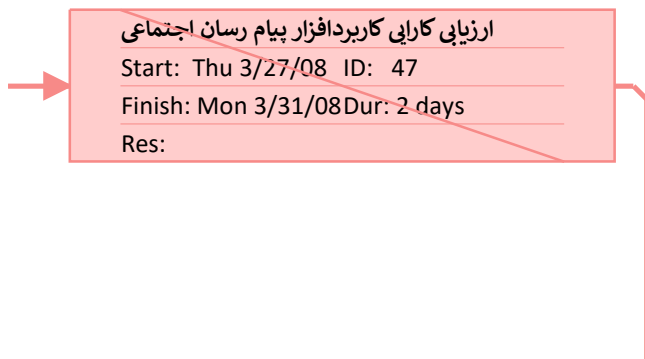 ارزیابی کارایی کاربردافزار پیام رسان اجتماعی
Start: Thu 3/27/08 ID: 47
Finish: Mon 3/31/08 Dur: 2 days
Res: